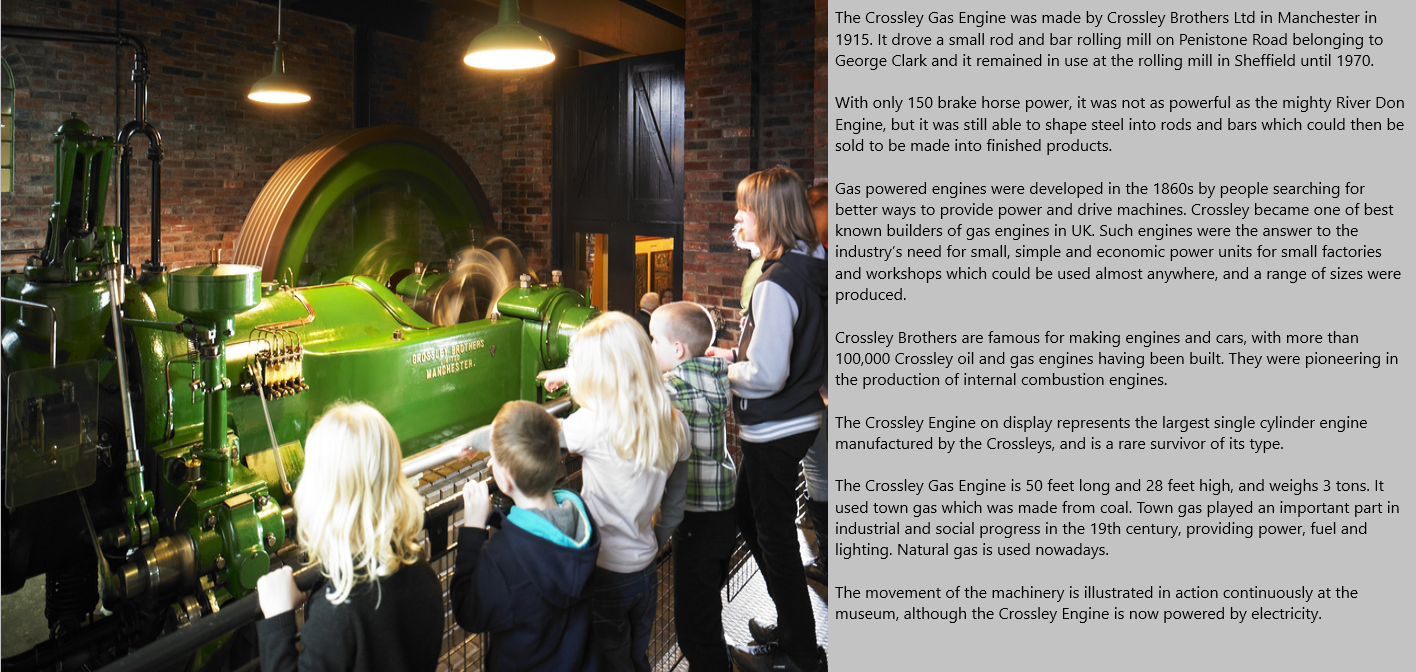 CROSSLEY BROTHERS
LTD
MANCHESTER.
The Crossley Gas Engine was made by Crossley Brothers Ltd in Manchester in
1915. It drove a small rod and bar rolling mill on Penistone Road belonging to
George Clark and it remained in use at the rolling mill in Sheffield until 1970.
With only 150 brake horse power, it was not as powerful as the mighty River Don
Engine, but it was still able to shape steel into rods and bars which could then be
sold to be made into finished products.
Gas powered engines were developed in the 1860s by people searching for
better ways to provide power and drive machines. Crossley became one of best
known builders of gas engines in UK. Such engines were the answer to the
industry's need for small, simple and economic power units for small factories
and workshops which could be used almost anywhere, and a range of sizes were
produced.
Crossley Brothers are famous for making engines and cars, with more than
100,000 Crossley oil and gas engines having been built. They were pioneering in
the production of internal combustion engines.
The Crossley Engine on display represents the largest single cylinder engine
manufactured by the Crossleys, and is a rare survivor of its type.
The Crossley Gas Engine is 50 feet long and 28 feet high, and weighs 3 tons. It
used town gas which was made from coal. Town gas played an important part in
industrial and social progress in the 19th century, providing power, fuel and
lighting. Natural gas is used nowadays.
The movement of the machinery is illustrated in action continuously at the
museum, although the Crossley Engine is now powered by electricity.